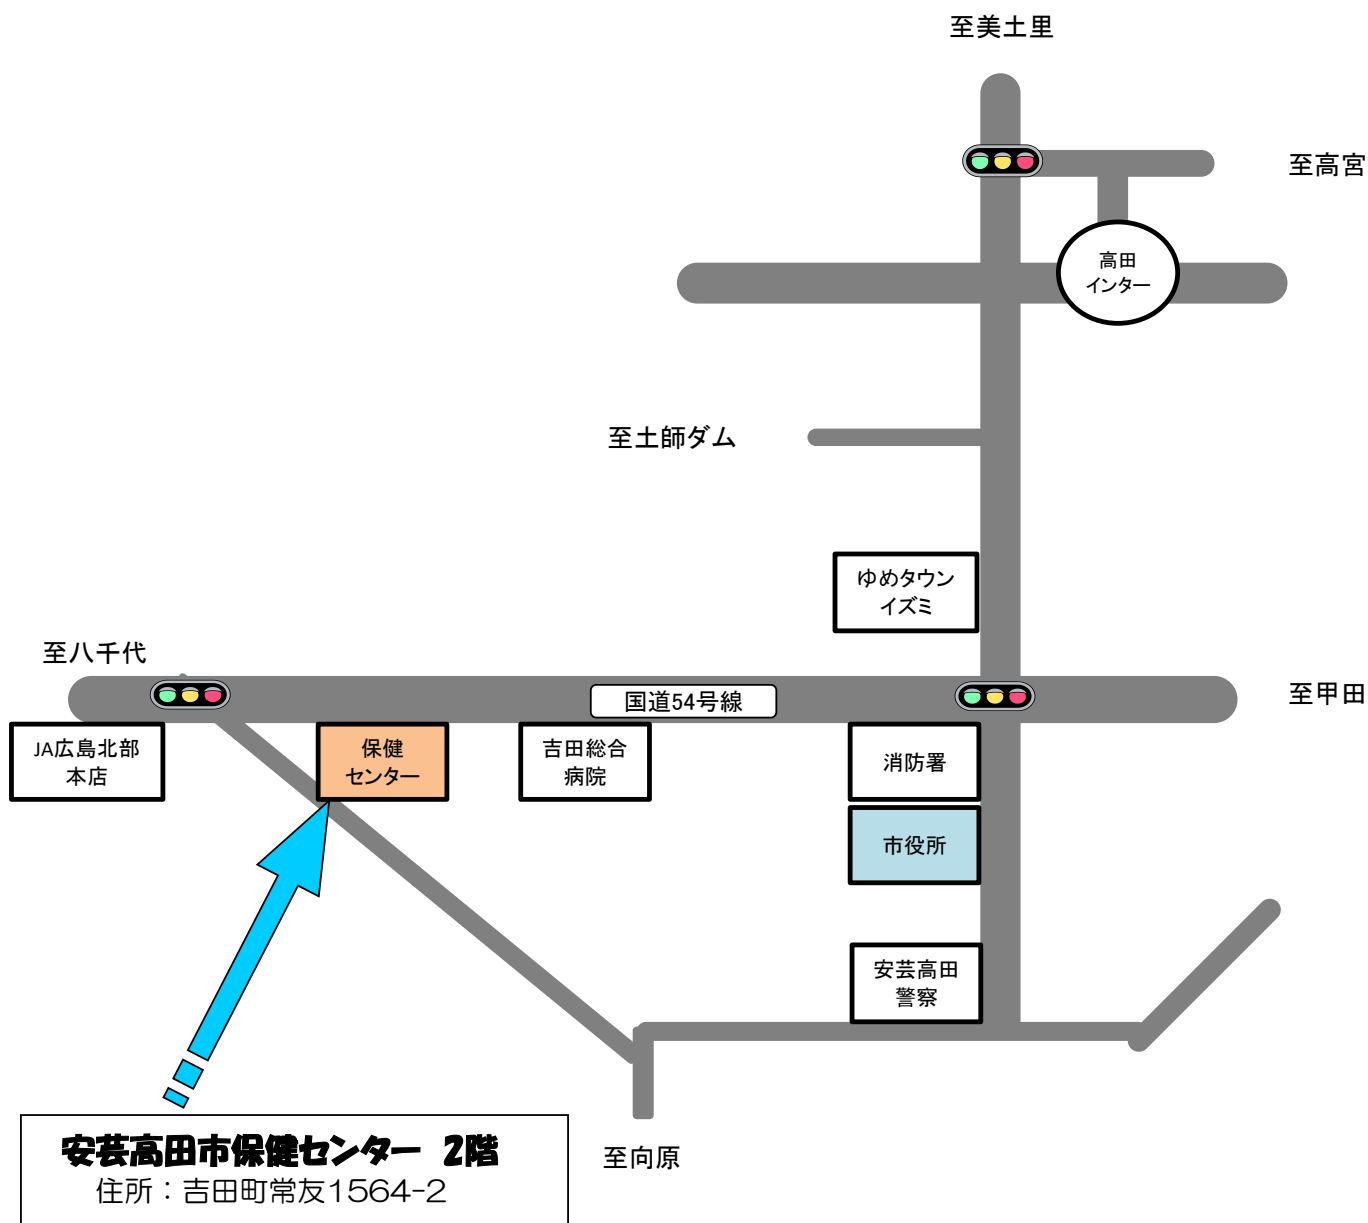 至美土里
至高宮
高田
インター
至土師ダム
ゆめタウン
イズミ
至八千代
国道54号線
至甲田
JA広島北部
本店
保健
センター
吉田総合
病院
消防署
市役所
安芸高田
警察
安芸高田市保健センター 2階
住所：吉田町常友1564-2
至向原